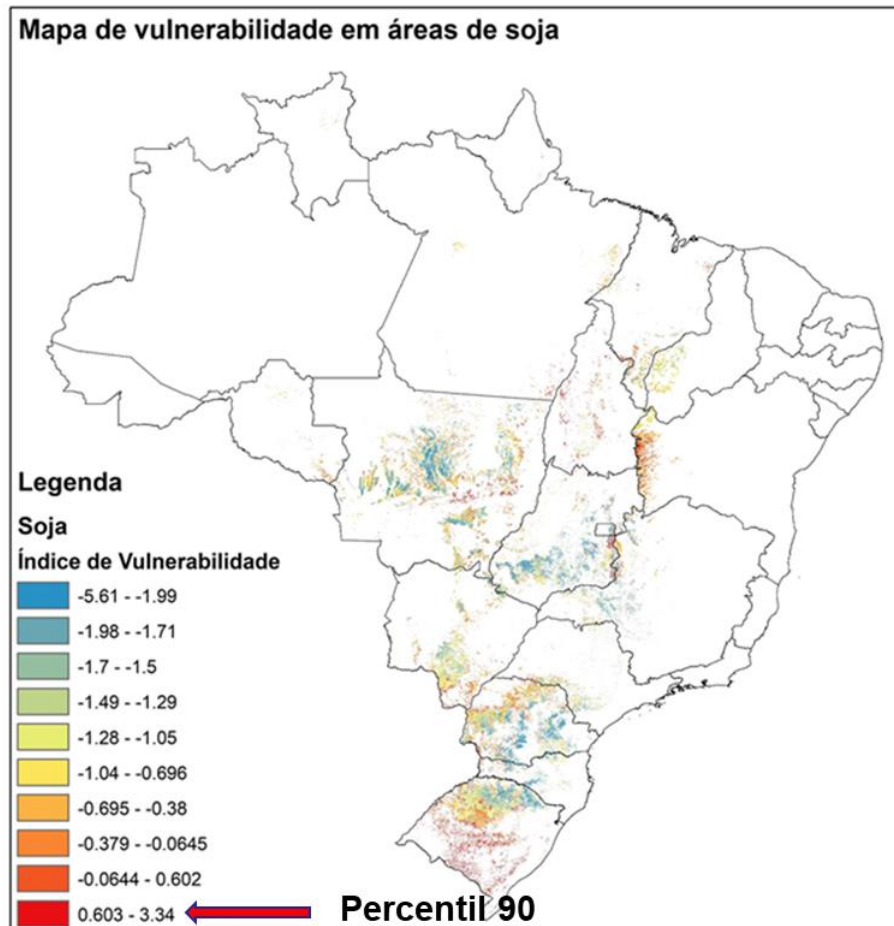 Mapa de vulnerabilidade em áreas de soja
Legenda
Soja
Índice de Vulnerabilidade
-5.61 - -1.99
-1.98 - -1.71
-1.7 - -1.5
-1.49 - -1.29
-1.28 - -1.05
-1.04 - -0.696
-0.695 - -0.38
-0.379 - -0.0645
-0.0644 - 0.602
0.603 - 3.34
Percentil 90